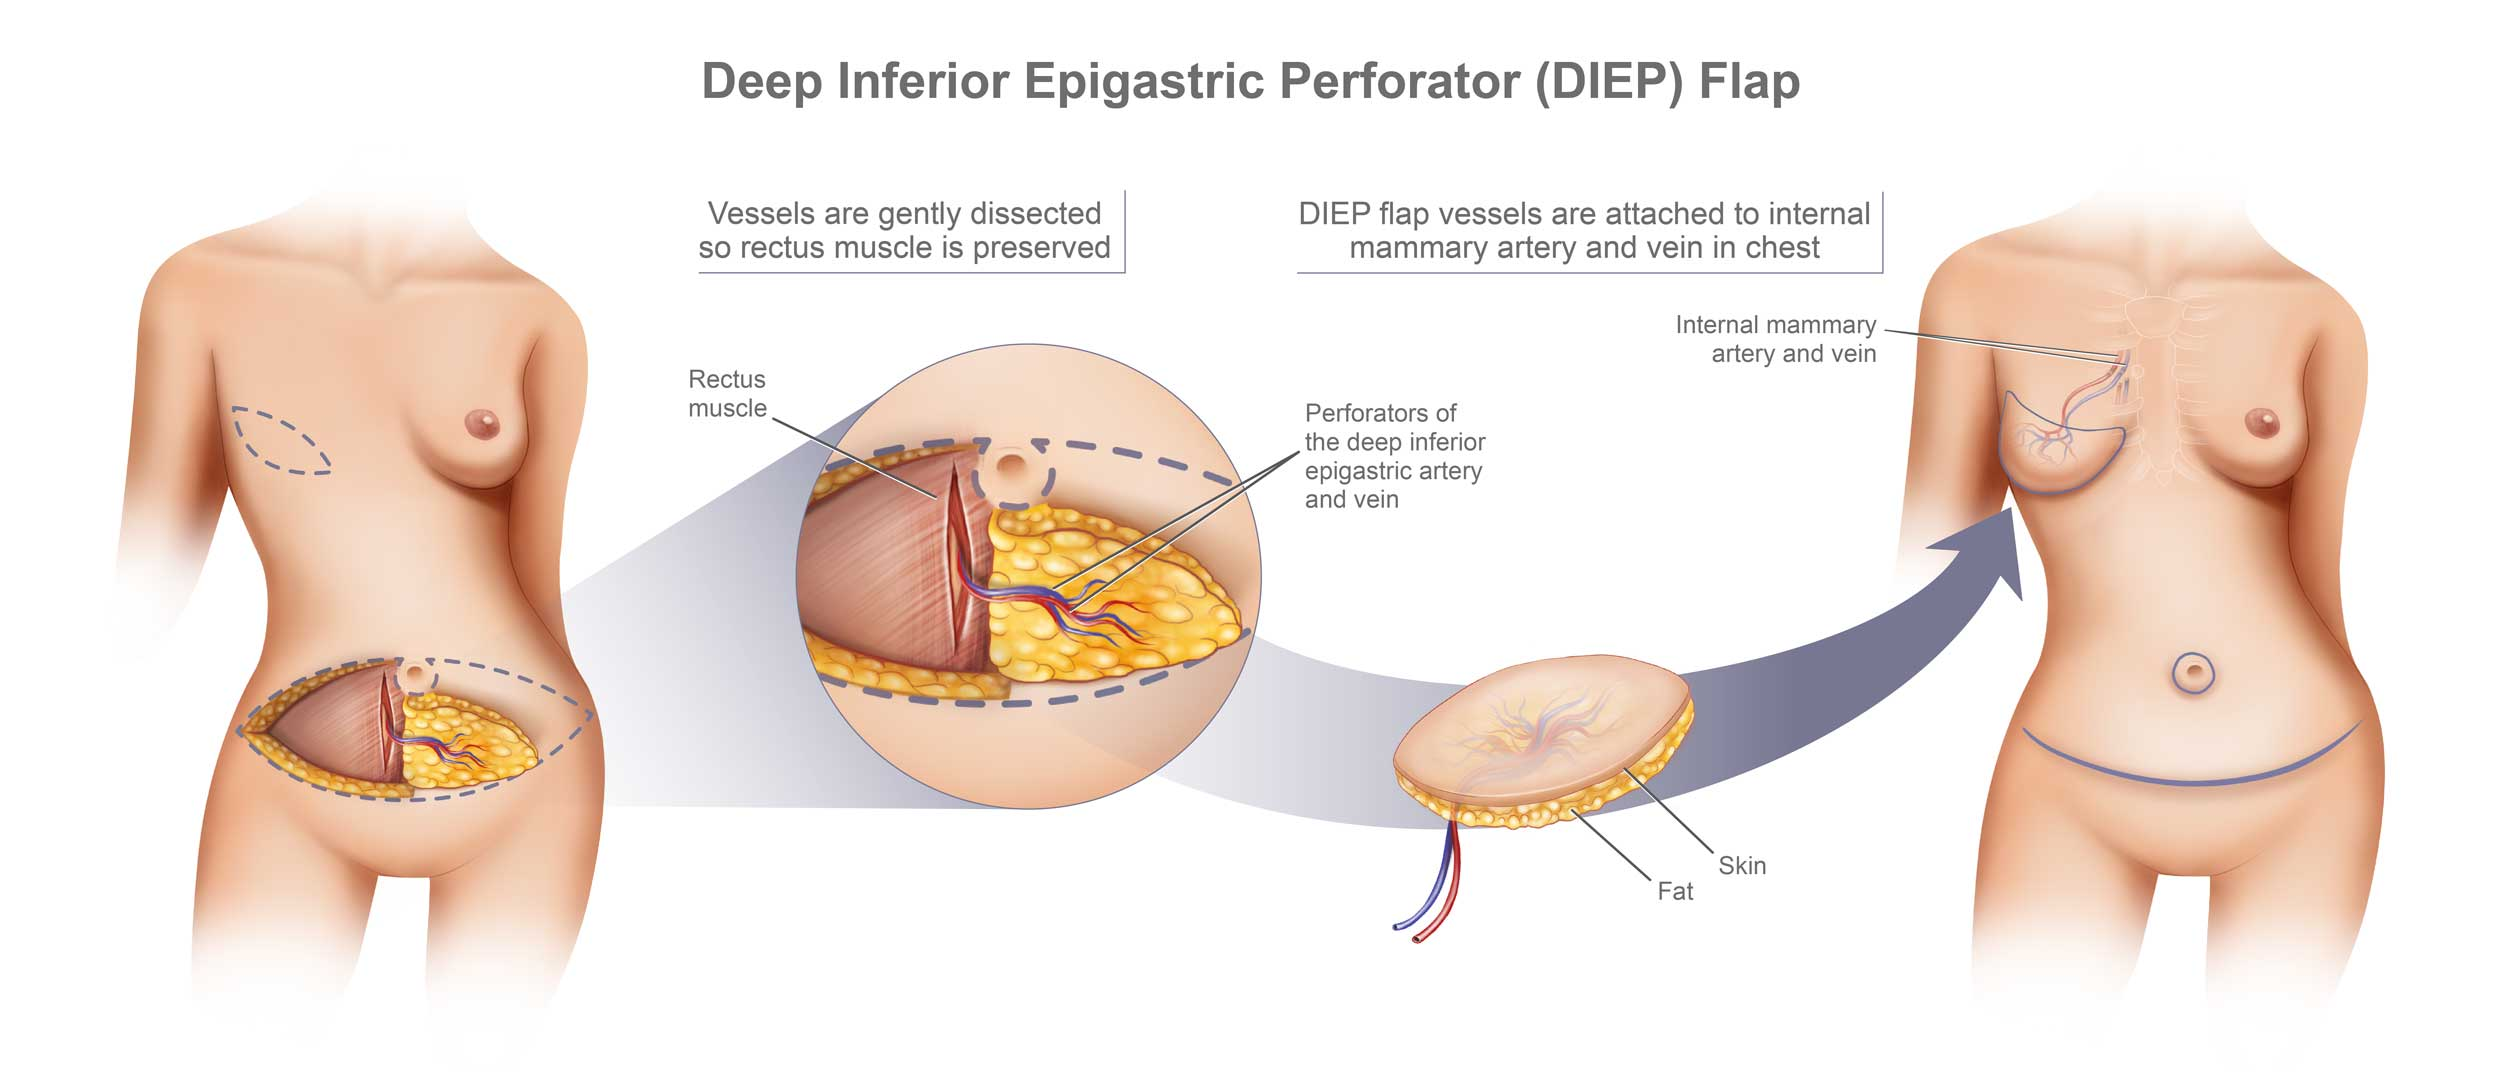 Deep Inferior Epigastric Perforator (DIEP) Flap
Vessels are gently dissected
so rectus muscle is preserved
DIEP flap vessels are attached to internal
mammary artery and vein in chest
Internal mammary
artery and vein
Rectus
muscle
Perforators of
the deep inferior
epigastric artery
and vein
Skin
Fat